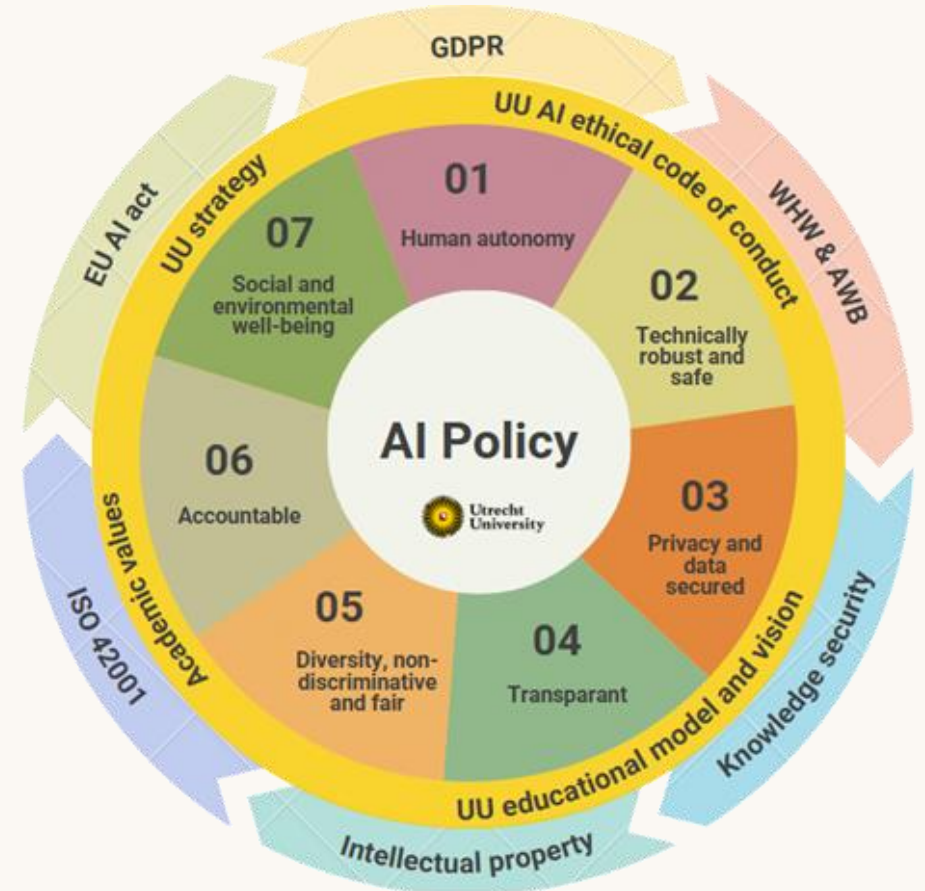 GDPR
WHW & AWB
Knowledge security
Intellectual property
ISO 42001
EU AI act
UU AI ethical code of conduct
UU educational model and vision
Academic values
UU strategy
01
Human autonomy
02
Technically
robust and
safe
03
Privacy and
data
secured
04
Transparant
05
Diversity, non-
discriminative
and fair
06
Accountable
07
Social and
environmental
well-being
AI Policy
Utrecht
University